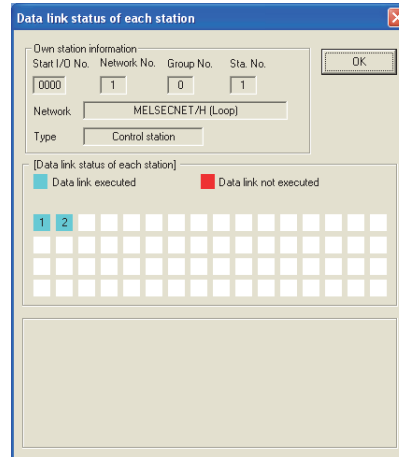 Data link status of each station
Own station information
Start I/O No. Network No. Group No. Sta. No.
0000 1 0 1
OK
Network MELSECNET/H (Loop)
Type Control station
[Data link status of each station]
Data link executed Data link not executed
1 2